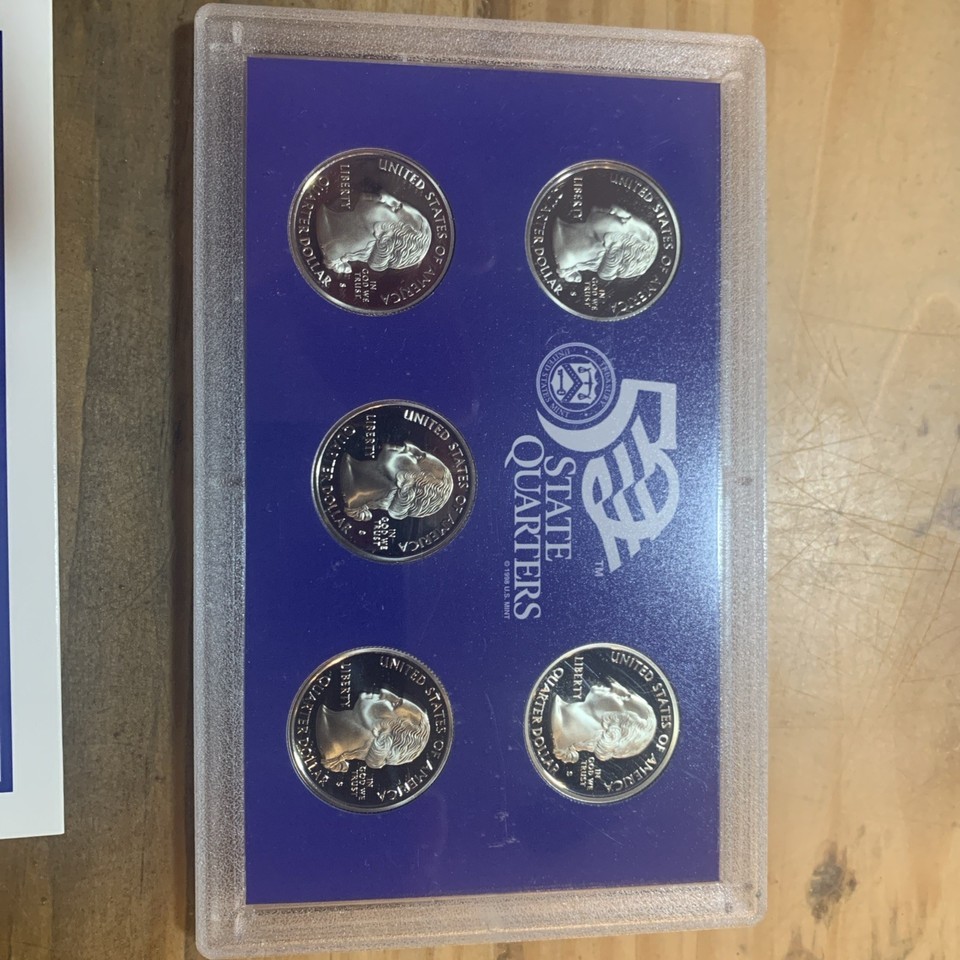 UNITED STATES OF AMERICA
LIBERTY
IN
GOD WE
TRUST
S
QUARTER DOLLAR
UNITED STATES OF AMERICA
LIBERTY
IN
GOD WE
TRUST
S
QUARTER DOLLAR
50
TM
STATE
QUARTERS
© 1998 U.S. MINT
UNITED STATES OF AMERICA
LIBERTY
IN
GOD WE
TRUST
S
QUARTER DOLLAR
UNITED STATES OF AMERICA
LIBERTY
IN
GOD WE
TRUST
S
QUARTER DOLLAR
UNITED STATES OF AMERICA
LIBERTY
IN
GOD WE
TRUST
S
QUARTER DOLLAR